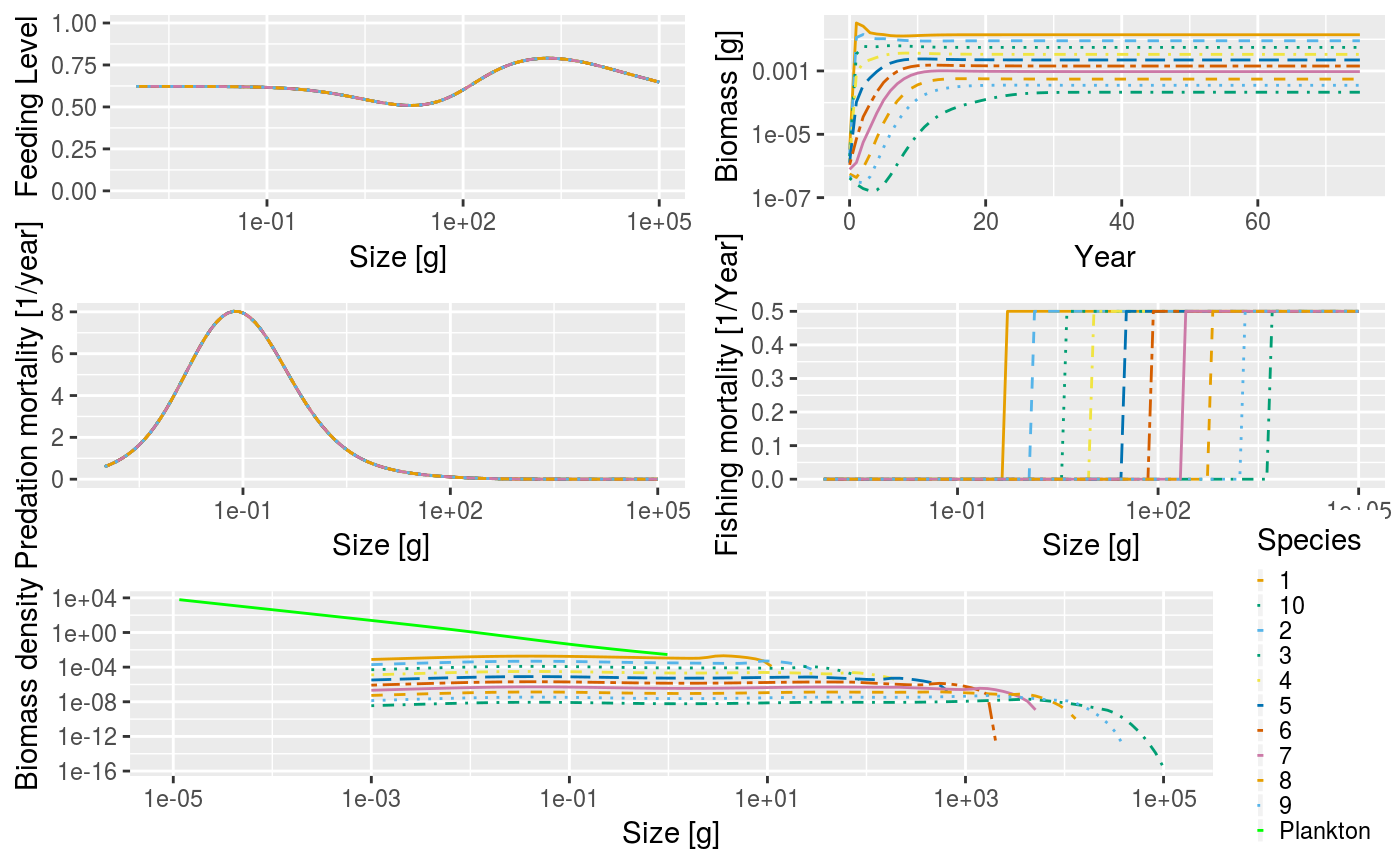 Feeding Level
1.00
0.75
0.50
0.25
0.00
1e-01
1e+02
1e+05
Size [g]
Biomass [g]
0.001
1e-05
1e-07
0
20
40
60
Year
Predation mortality [1/year]
8
6
4
2
0
1e-01
1e+02
1e+05
Size [g]
Fishing mortality [1/Year]
0.5
0.4
0.3
0.2
0.1
0.0
1e-01
1e+02
1e+05
Size [g]
Biomass density
1e+04
1e+00
1e-04
1e-08
1e-12
1e-16
1e-05
1e-03
1e-01
1e+01
1e+03
1e+05
Size [g]
Species
1
10
2
3
4
5
6
7
8
9
Plankton